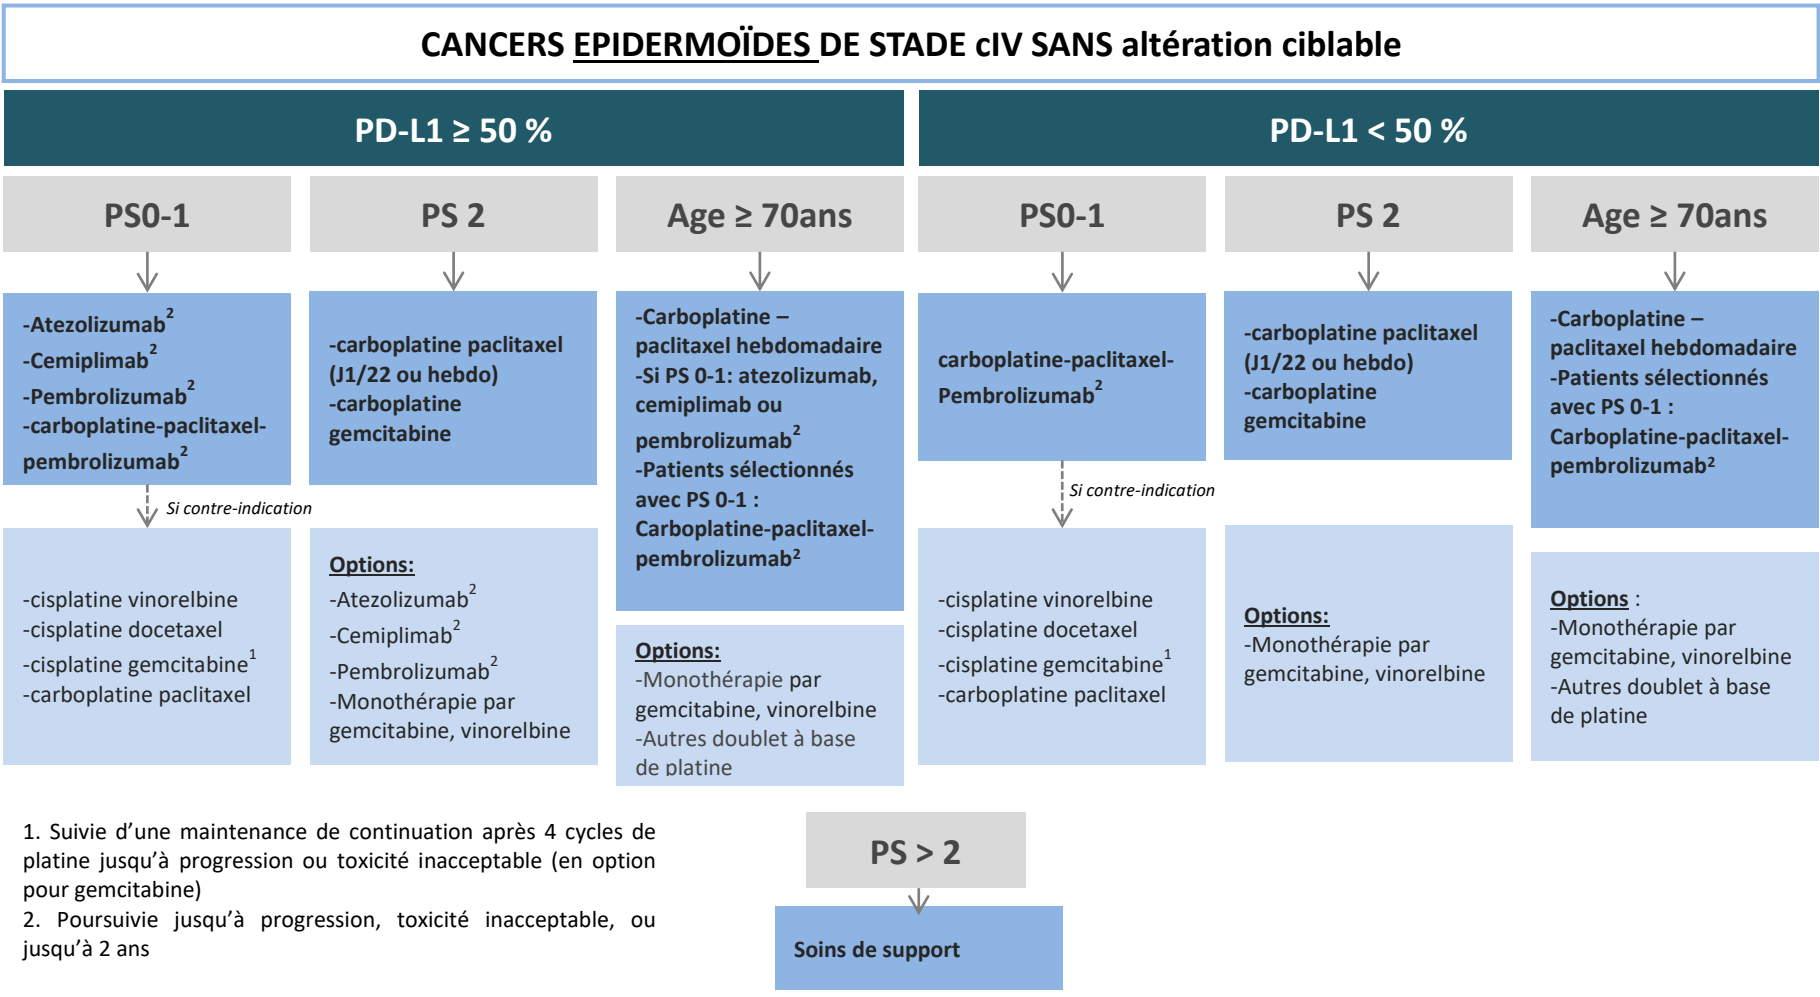 CANCERS EPIDERMOÏDES DE STADE cIV SANS altération ciblable
PD-L1 ≥ 50 %
PS0-1
-Atezolizumab²
-Cemiplimab²
-Pembrolizumab²
-carboplatine-paclitaxel-
pembrolizumab²
Si contre-indication
-cisplatine vinorelbine
-cisplatine docetaxel
-cisplatine gemcitabine¹
-carboplatine paclitaxel
PS 2
-carboplatine paclitaxel
(J1/22 ou hebdo)
-carboplatine
gemcitabine
Options:
-Atezolizumab²
-Cemiplimab²
-Pembrolizumab²
-Monothérapie par
gemcitabine, vinorelbine
Age ≥ 70ans
-Carboplatine –
paclitaxel hebdomadaire
-Si PS 0-1: atezolizumab,
cemiplimab ou
pembrolizumab²
-Patients sélectionnés
avec PS 0-1 :
Carboplatine-paclitaxel-
pembrolizumab²
Options:
-Monothérapie par
gemcitabine, vinorelbine
-Autres doublet à base
de platine
PD-L1 < 50 %
PS0-1
carboplatine-paclitaxel-
Pembrolizumab²
Si contre-indication
-cisplatine vinorelbine
-cisplatine docetaxel
-cisplatine gemcitabine¹
-carboplatine paclitaxel
PS 2
-carboplatine paclitaxel
(J1/22 ou hebdo)
-carboplatine
gemcitabine
Options:
-Monothérapie par
gemcitabine, vinorelbine
Age ≥ 70ans
-Carboplatine –
paclitaxel hebdomadaire
-Patients sélectionnés
avec PS 0-1 :
Carboplatine-paclitaxel-
pembrolizumab²
Options :
-Monothérapie par
gemcitabine, vinorelbine
-Autres doublet à base
de platine
1. Suivie d’une maintenance de continuation après 4 cycles de
platine jusqu’à progression ou toxicité inacceptable (en option
pour gemcitabine)
2. Poursuivie jusqu’à progression, toxicité inacceptable, ou
jusqu’à 2 ans
PS > 2
Soins de support